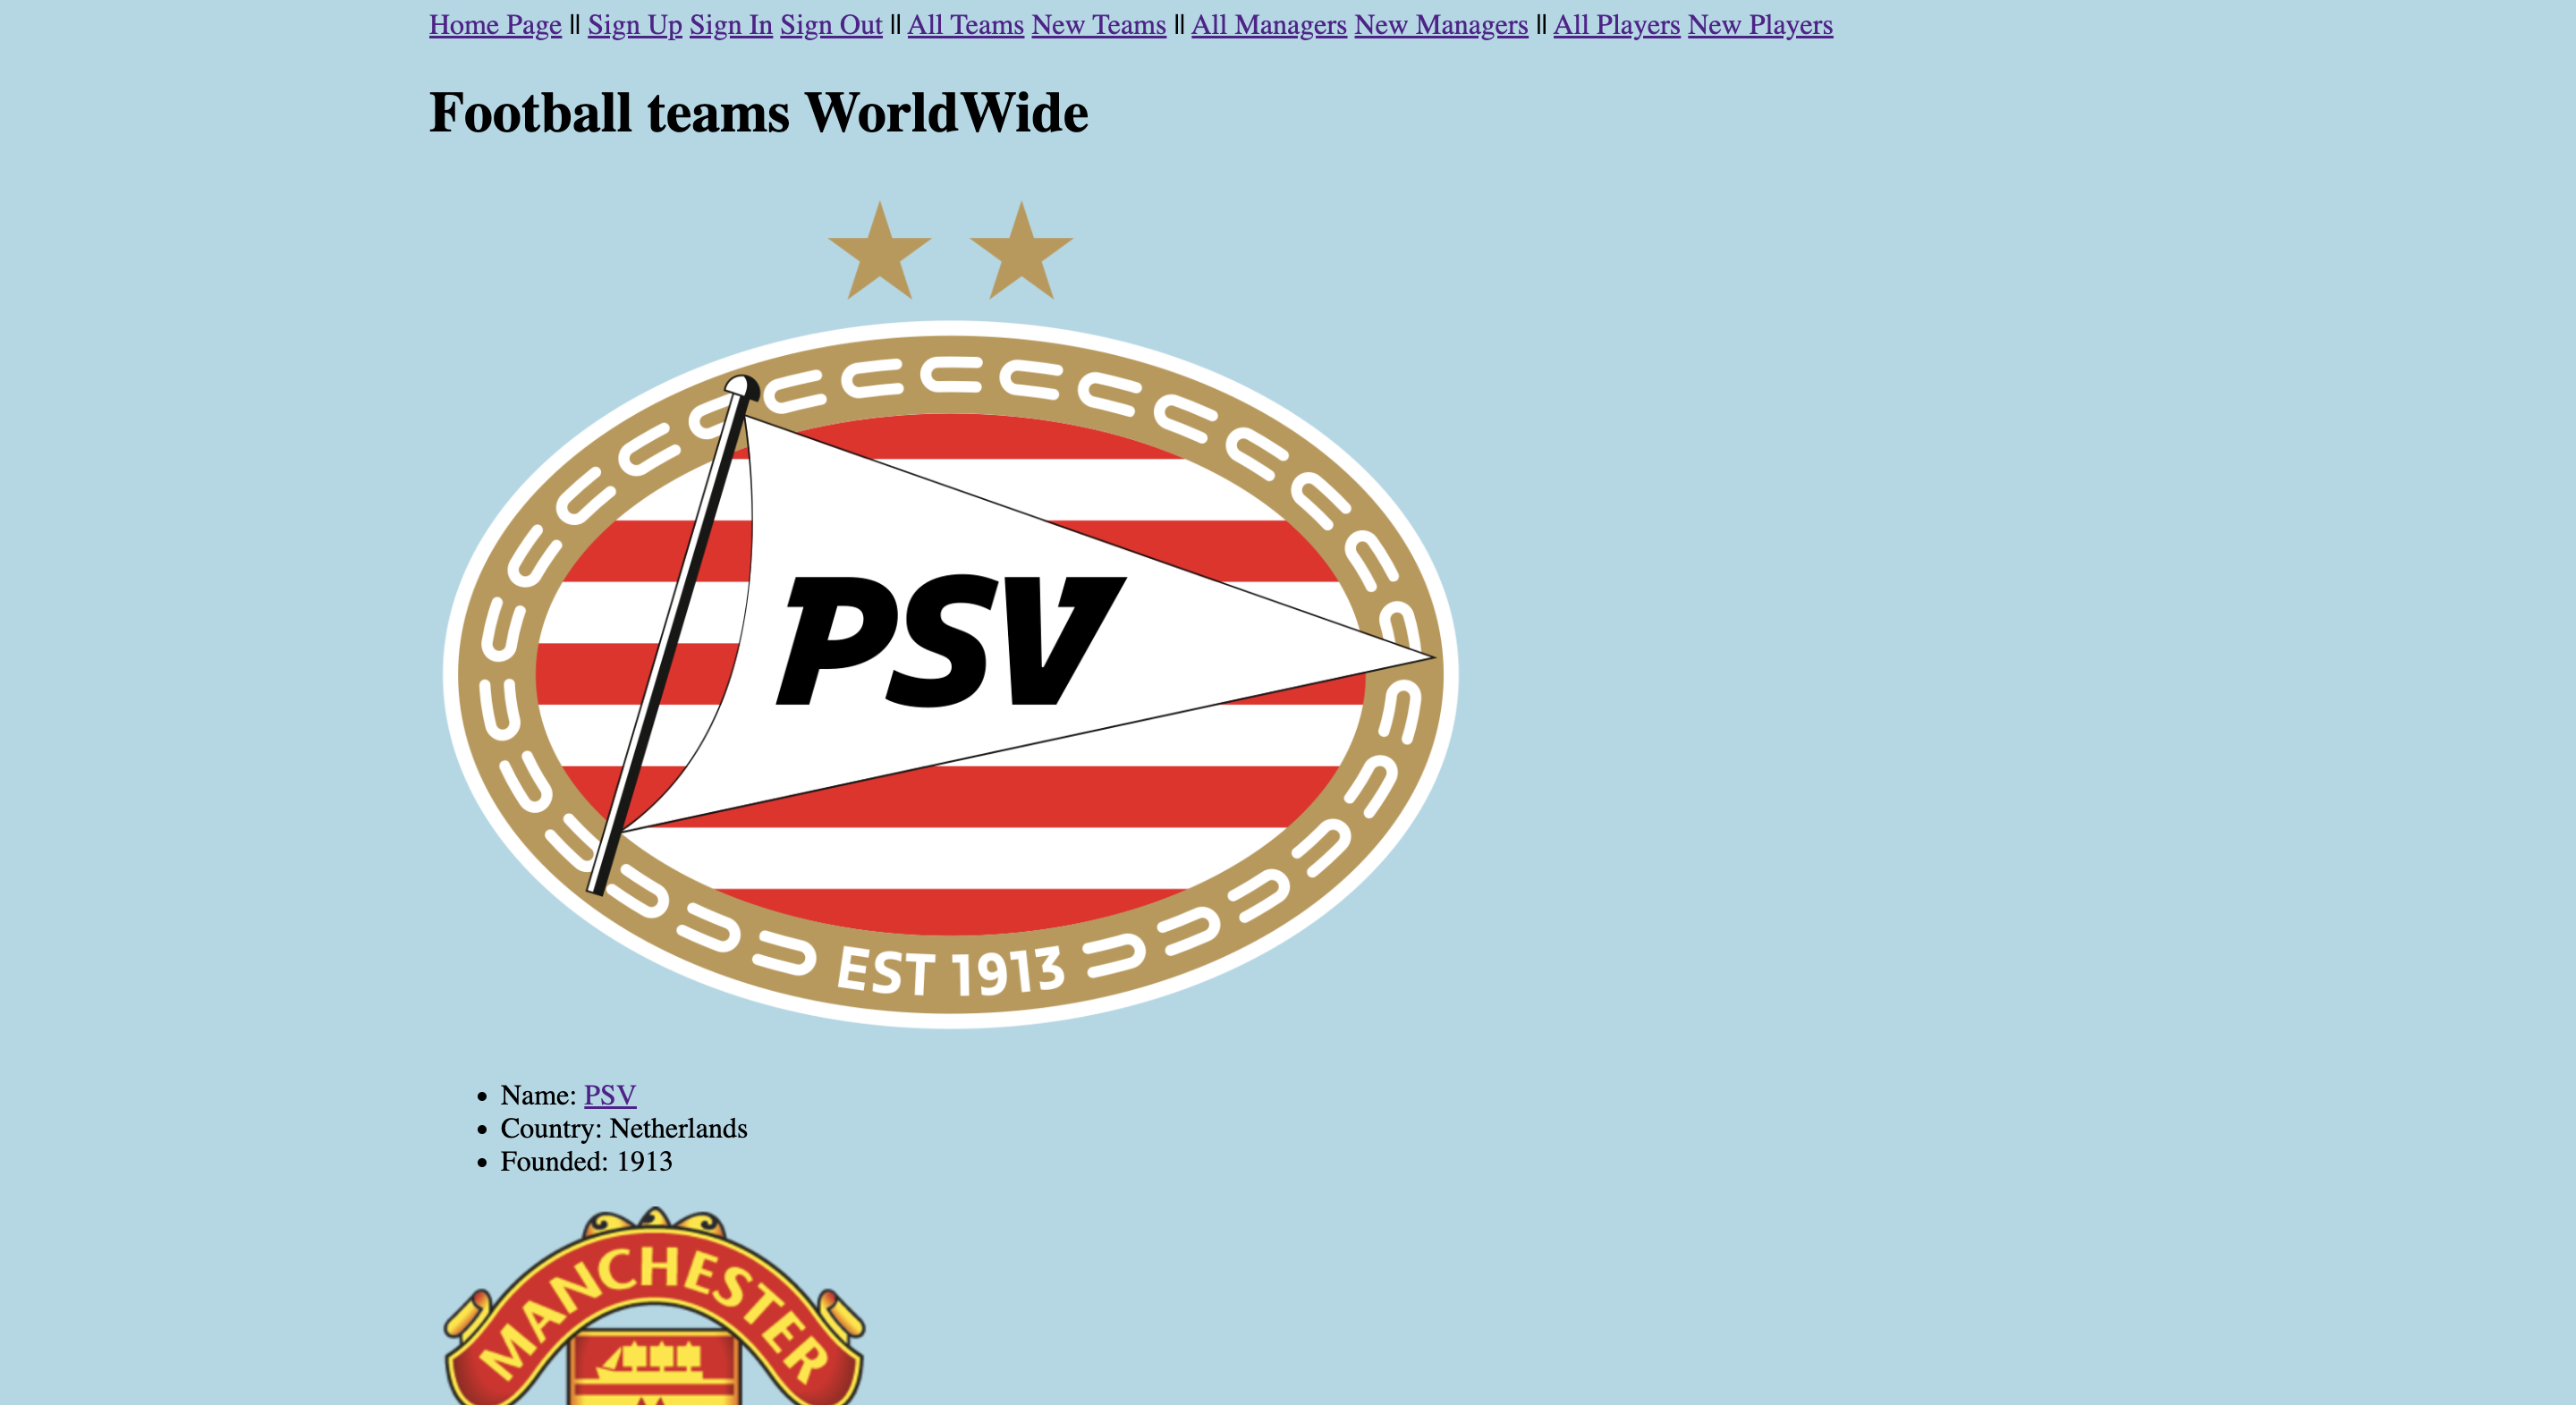 Home Page || Sign Up Sign In Sign Out || All Teams New Teams || All Managers New Managers || All Players New Players
Football teams WorldWide
PSV
EST 1913
• Name: PSV
• Country: Netherlands
• Founded: 1913
MANCHESTER